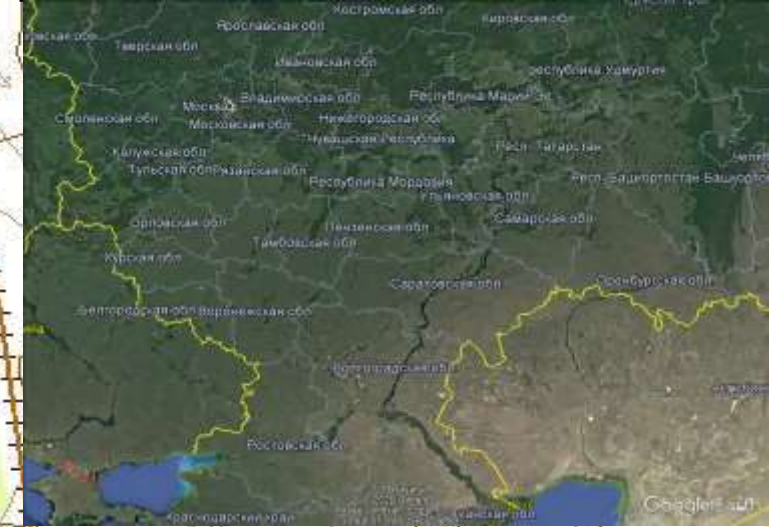 Костромская обл
Кировская обл
Ярославская обл
Тверская обл
Ивановская обл
Республика Удмуртия
Владимирская обл
Республика Марий Эл
Москва
Смоленская обл
Московская обл
Нижегородская обл
Чувашская Республика
Калужская обл
Респ. Татарстан
Тульская обл
Рязанская обл
Республика Мордовия
Респ. Башкортостан
Ульяновская обл
Самарская обл
Орловская обл
Пензенская обл
Тамбовская обл
Курская обл
Саратовская обл
Оренбургская обл
Белгородская обл
Воронежская обл
Волгоградская обл
Ростовская обл
Краснодарский край
Google Earth